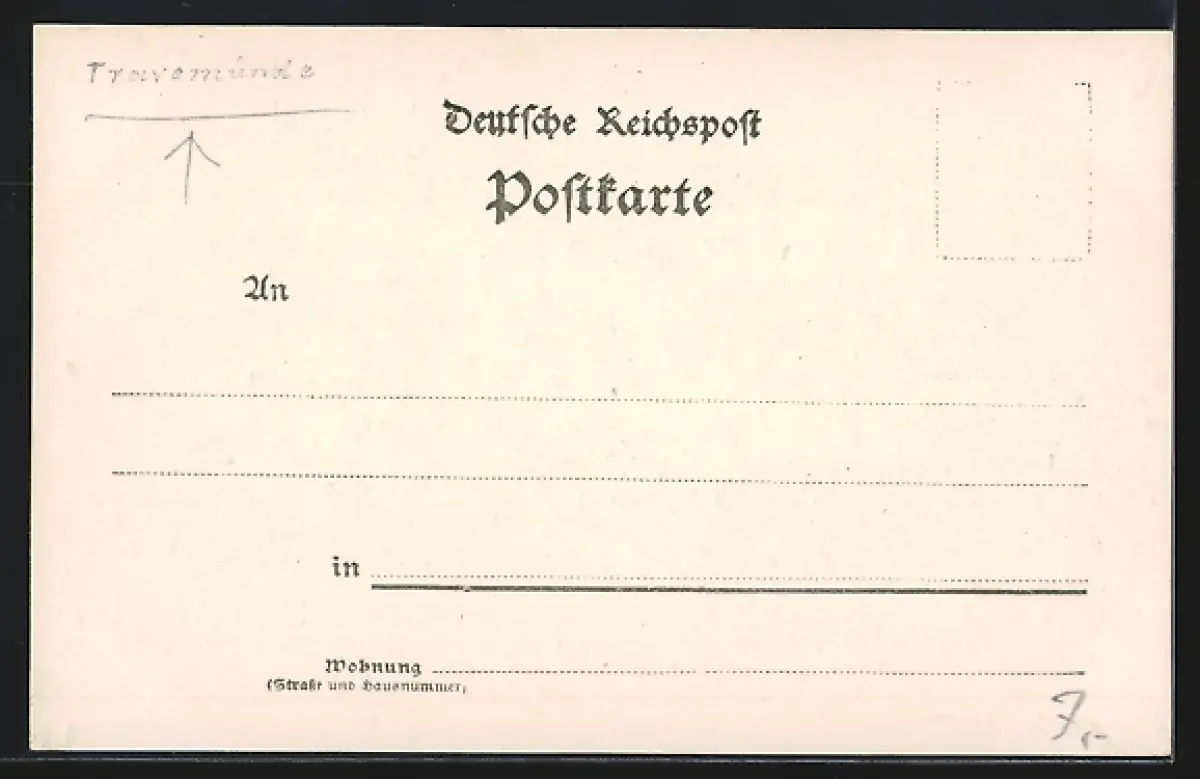 Travemünde
Deutsche Reichspost
Postkarte
An
in
Wohnung
(Straße und Hausnummer)
7,-